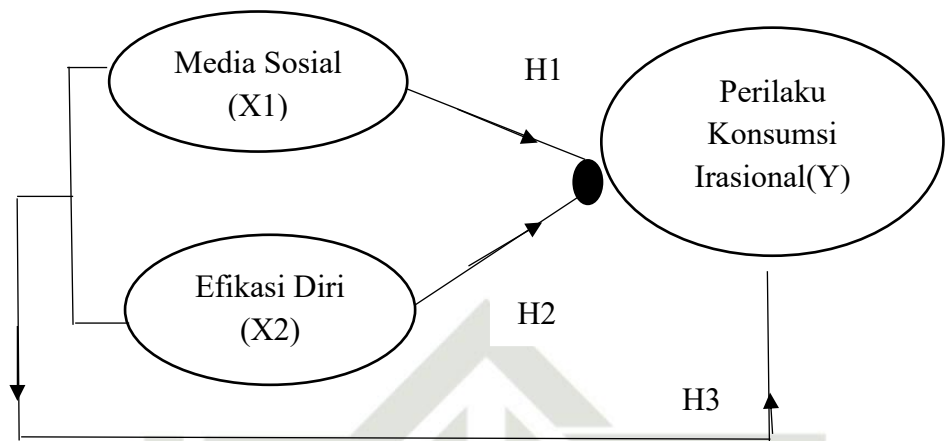 Media Sosial
(X1)
H1
Perilaku
Konsumsi
Irasional(Y)
Efikasi Diri
(X2)
H2
H3